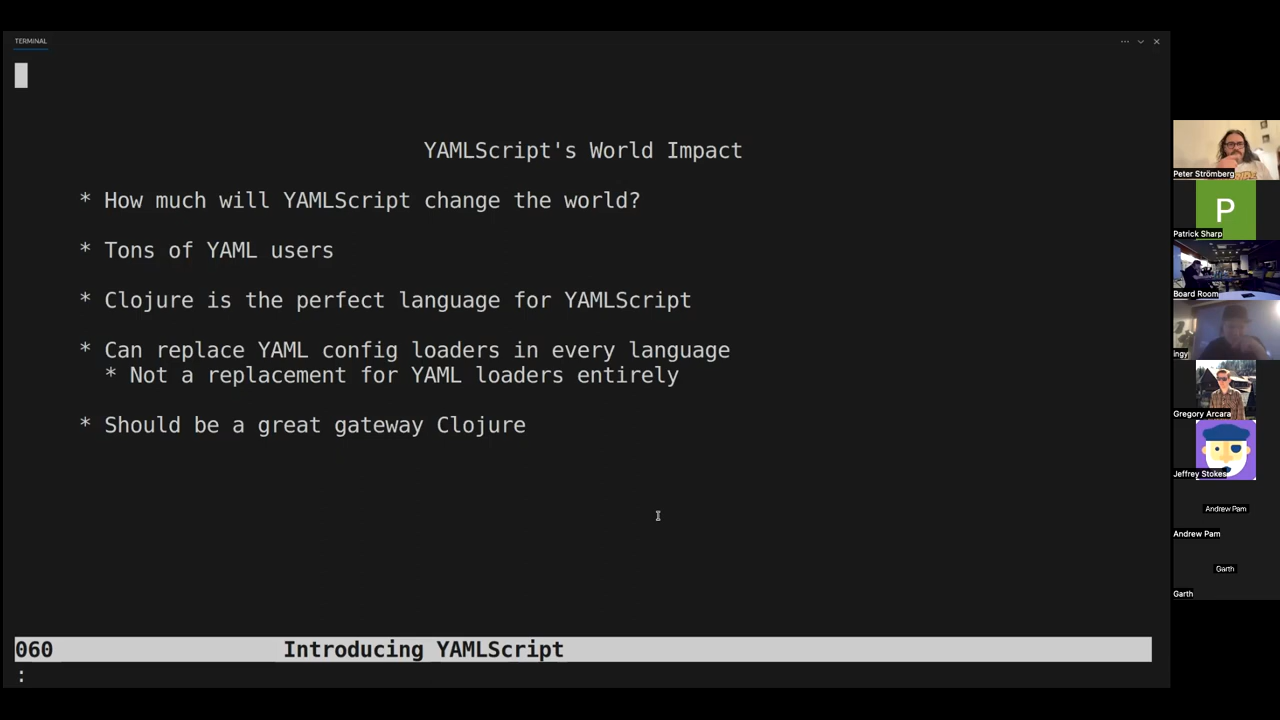 TERMINAL
YAMLScript's World Impact
* How much will YAMLScript change the world?
* Tons of YAML users
* Clojure is the perfect language for YAMLScript
* Can replace YAML config loaders in every language
* Not a replacement for YAML loaders entirely
* Should be a great gateway Clojure
060 Introducing YAMLScript
:
Peter Strömberg
P
Patrick Sharp
Board Room
ingy
Gregory Arcara
Jeffrey Stokes
Andrew Pam
Andrew Pam
Garth
Garth